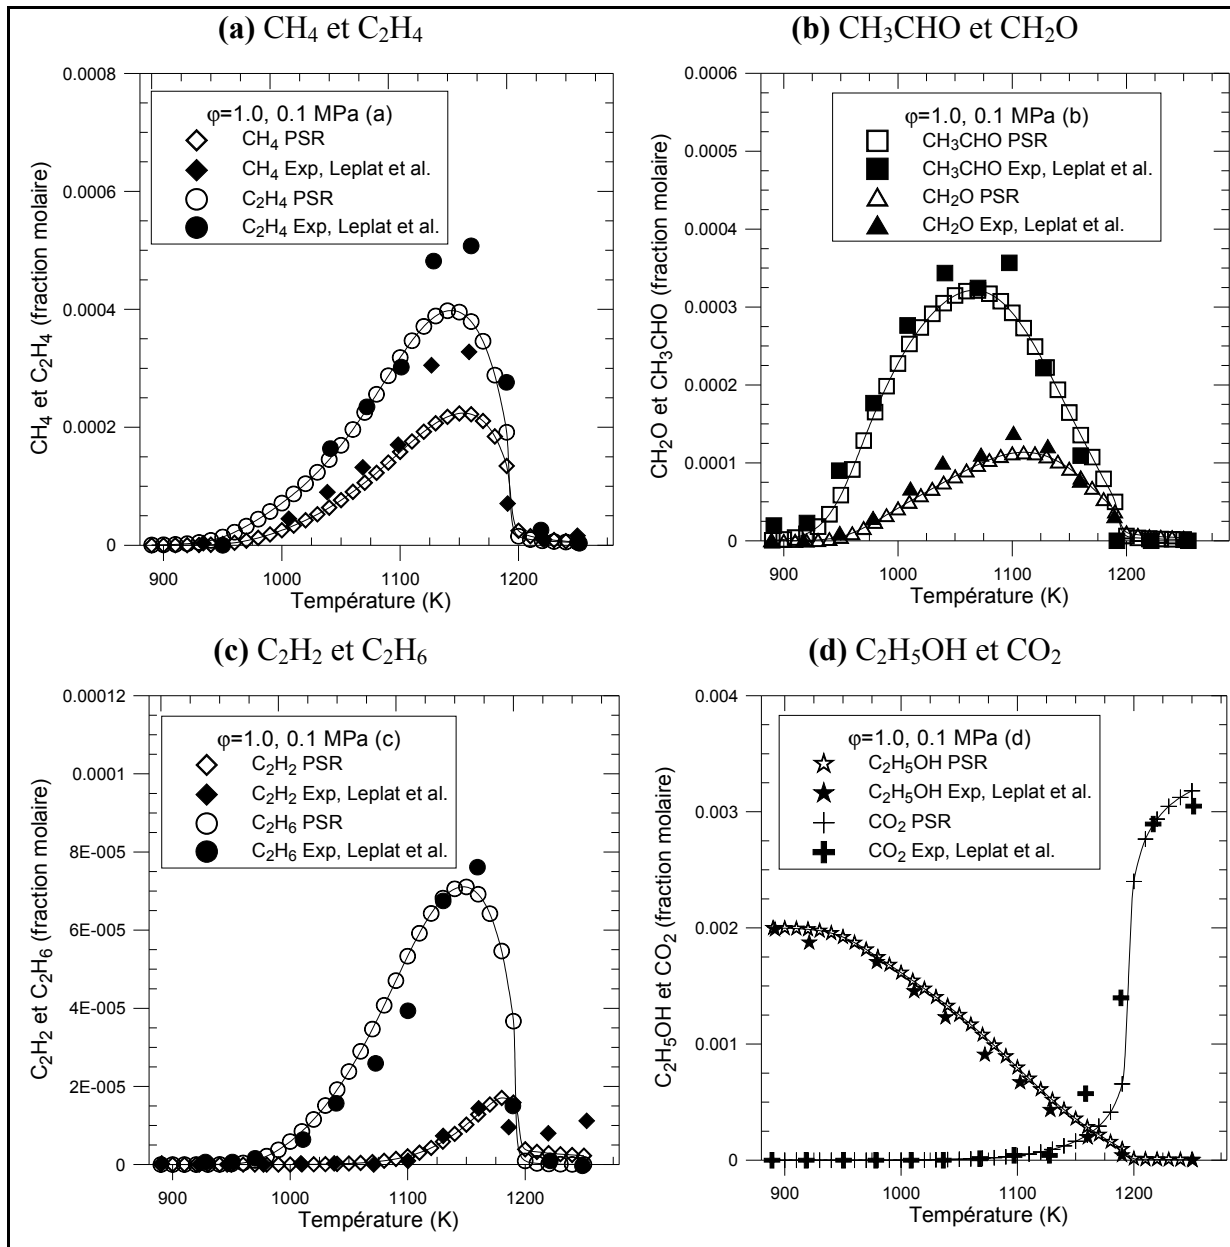 (a) CH₄ et C₂H₄
0.0008
0.0006
0.0004
0.0002
0
CH₄ et C₂H₄ (fraction molaire)
φ=1.0, 0.1 MPa (a)
CH₄ PSR
CH₄ Exp, Leplat et al.
C₂H₄ PSR
C₂H₄ Exp, Leplat et al.
900 1000 1100 1200
Température (K)
(b) CH₃CHO et CH₂O
0.0006
0.0005
0.0004
0.0003
0.0002
0.0001
0
CH₂O et CH₃CHO (fraction molaire)
φ=1.0, 0.1 MPa (b)
CH₃CHO PSR
CH₃CHO Exp, Leplat et al.
CH₂O PSR
CH₂O Exp, Leplat et al.
900 1000 1100 1200
Température (K)
(c) C₂H₂ et C₂H₆
0.00012
0.0001
8E-005
6E-005
4E-005
2E-005
0
C₂H₂ et C₂H₆ (fraction molaire)
φ=1.0, 0.1 MPa (c)
C₂H₂ PSR
C₂H₂ Exp, Leplat et al.
C₂H₆ PSR
C₂H₆ Exp, Leplat et al.
900 1000 1100 1200
Température (K)
(d) C₂H₅OH et CO₂
0.004
0.003
0.002
0.001
0
C₂H₅OH et CO₂ (fraction molaire)
φ=1.0, 0.1 MPa (d)
C₂H₅OH PSR
C₂H₅OH Exp, Leplat et al.
CO₂ PSR
CO₂ Exp, Leplat et al.
900 1000 1100 1200
Température (K)